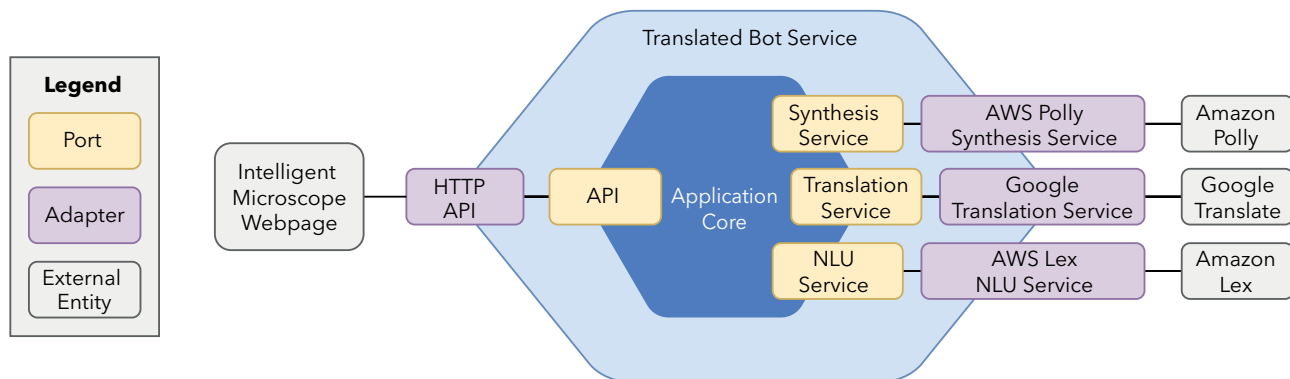 Translated Bot Service
Legend
Port
Adapter
External
Entity
Intelligent
Microscope
Webpage
HTTP
API
API
Application
Core
Synthesis
Service
AWS Polly
Synthesis Service
Amazon
Polly
Translation
Service
Google
Translation Service
Google
Translate
NLU
Service
AWS Lex
NLU Service
Amazon
Lex